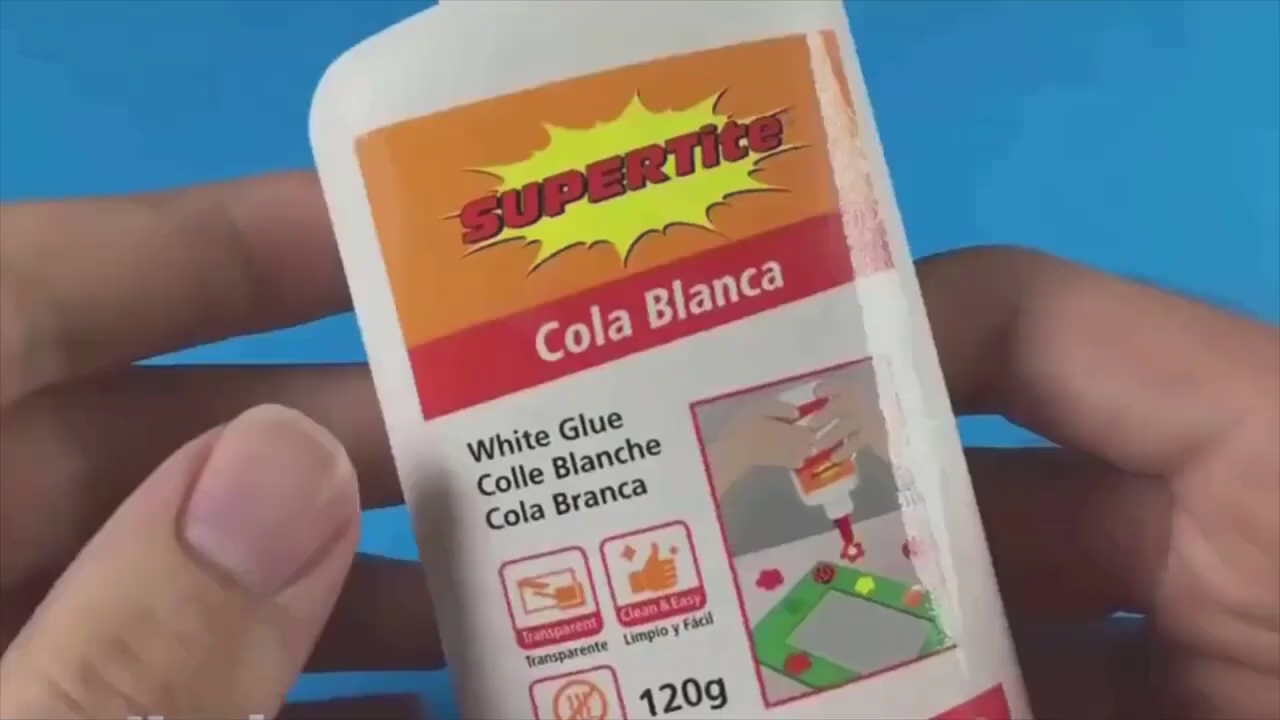 SUPERTite
Cola Blanca
White Glue
Colle Blanche
Cola Branca
Transparent
Transparente
Clean & Easy
Limpio y Fácil
120g